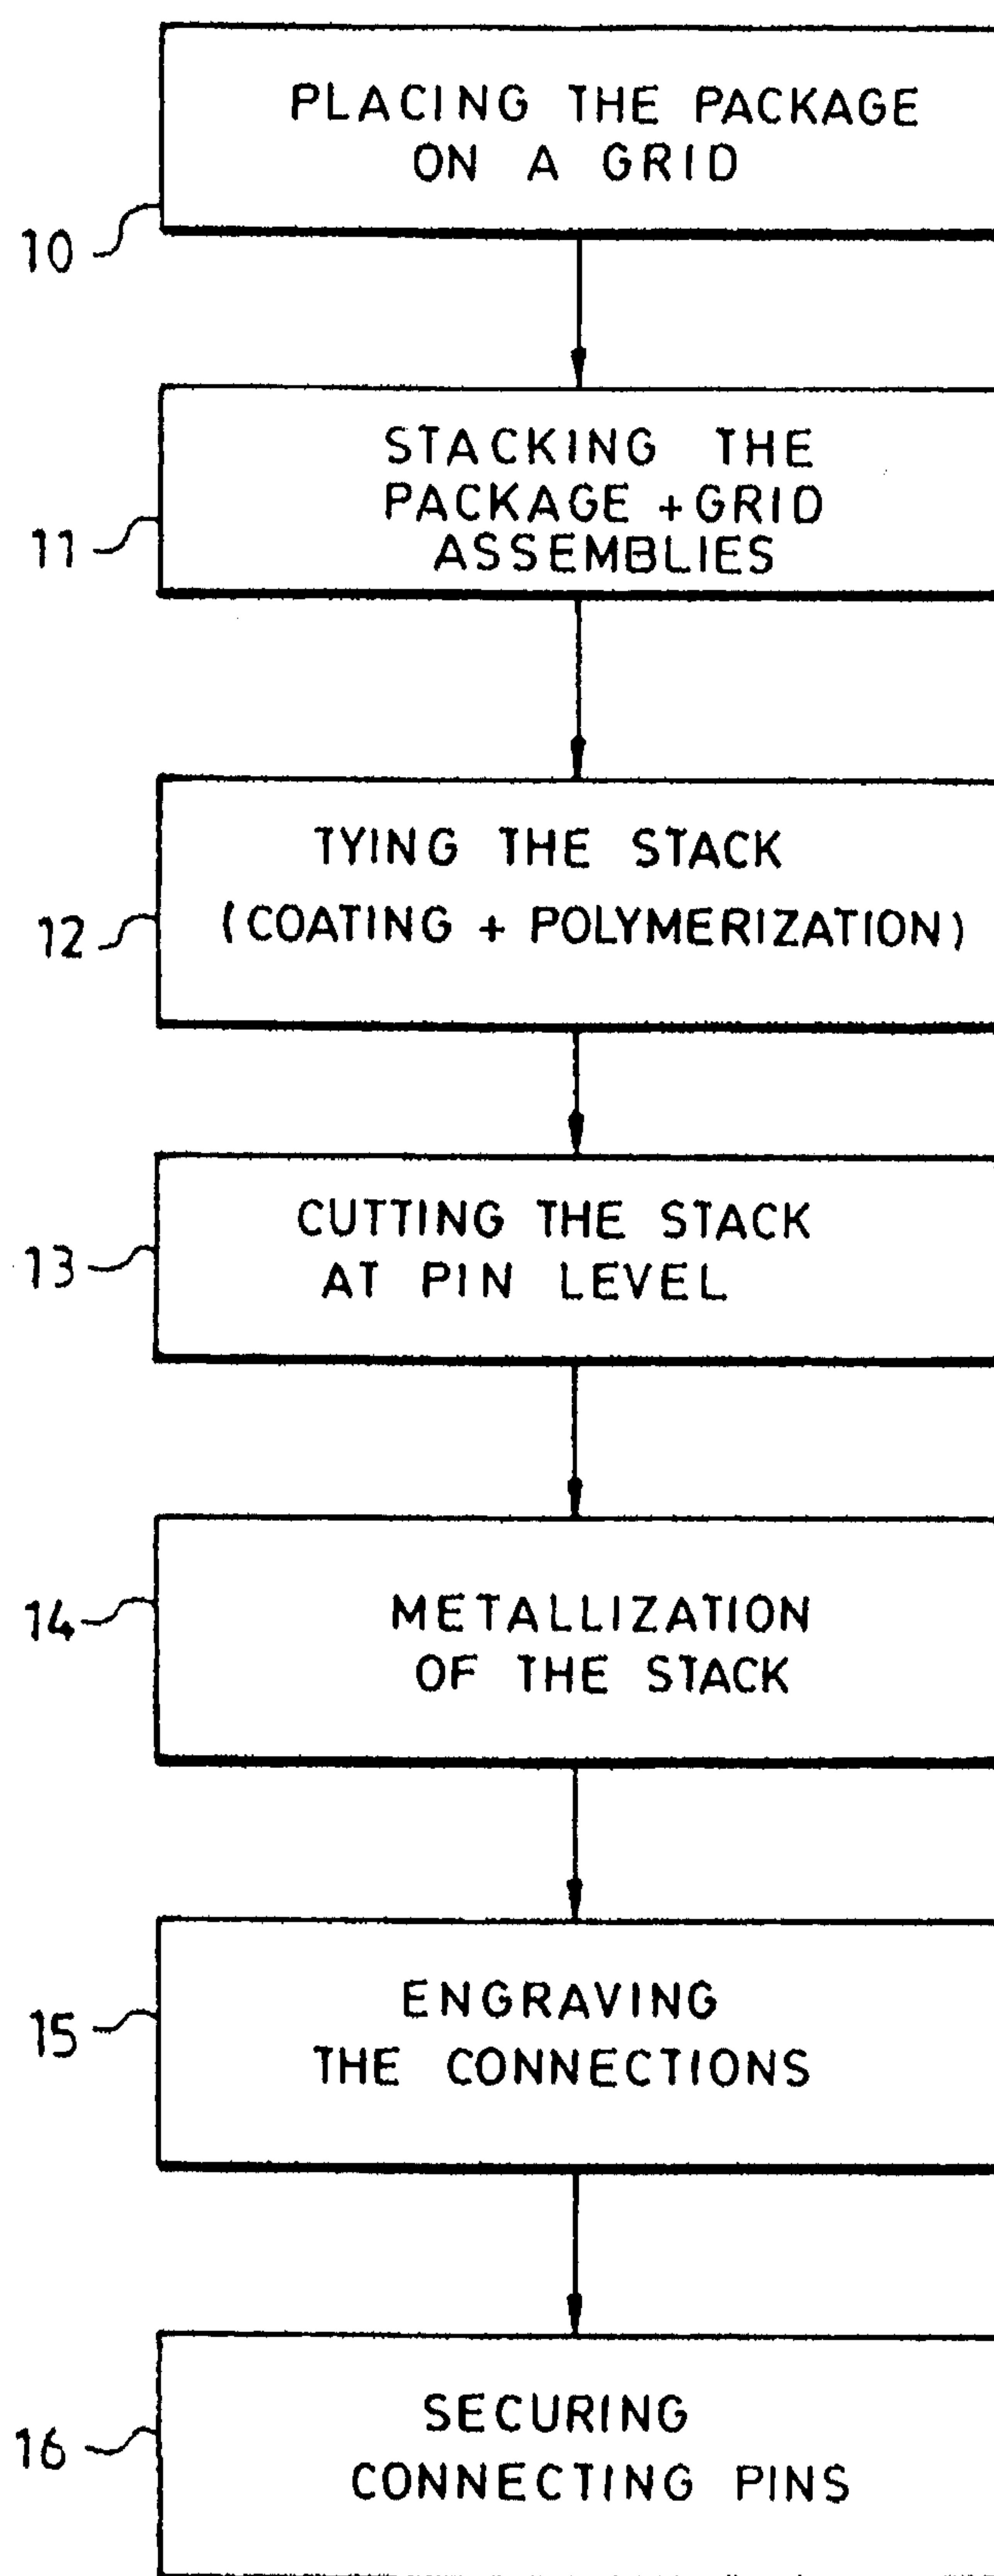 PLACING THE PACKAGE
ON A GRID
10
STACKING THE
PACKAGE + GRID
ASSEMBLIES
11
TYING THE STACK
(COATING + POLYMERIZATION)
12
CUTTING THE STACK
AT PIN LEVEL
13
METALLIZATION
OF THE STACK
14
ENGRAVING
THE CONNECTIONS
15
SECURING
CONNECTING PINS
16